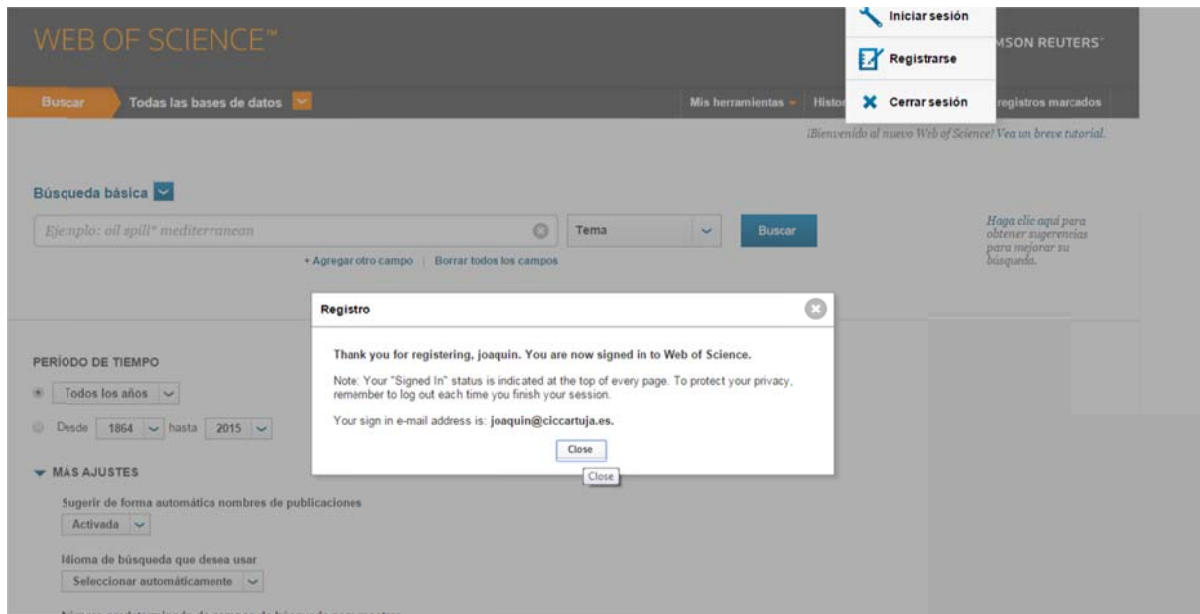 WEB OF SCIENCE™
Iniciar sesión
MSON REUTERS
Registrarse
Cerrar sesión
Buscar Todas las bases de datos Mis herramientas Histor registros marcados
¡Bienvenido al nuevo Web of Science! Vea un breve tutorial.
Búsqueda básica
Ejemplo: oil spill* mediterranean Tema Buscar
Haga clic aquí para
obtener sugerencias
para mejorar su
búsqueda.
+ Agregar otro campo | Borrar todos los campos
Registro
Thank you for registering, joaquin. You are now signed in to Web of Science.
Note: Your "Signed In" status is indicated at the top of every page. To protect your privacy,
remember to log out each time you finish your session.
Your sign in e-mail address is: joaquin@ciccartuja.es.
Close
Close
PERÍODO DE TIEMPO
Todos los años
Desde 1864 hasta 2015
MÁS AJUSTES
Sugerir de forma automática nombres de publicaciones
Activada
Idioma de búsqueda que desea usar
Seleccionar automáticamente